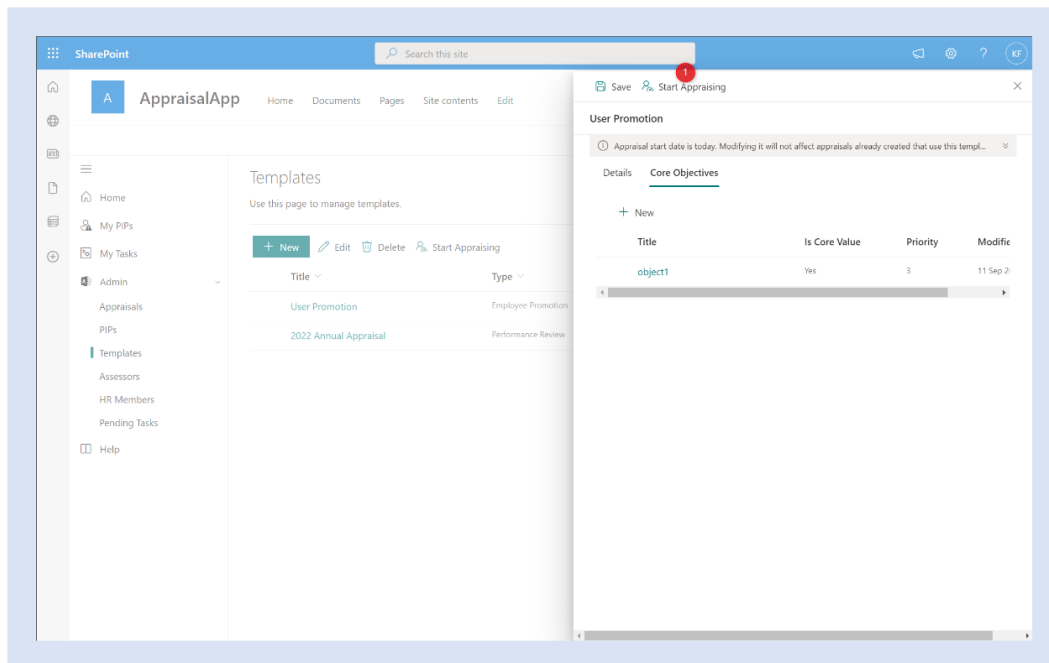 SharePoint
Search this site
KF
1
Save Start Appraising
A AppraisalApp Home Documents Pages Site contents Edit
User Promotion
Appraisal start date is today. Modifying it will not affect appraisals already created that use this templ...
Details Core Objectives
Templates
Home
Use this page to manage templates.
New
My PIPs
New Edit Delete Start Appraising
Title Is Core Value Priority Modifie
My Tasks
Title Type
object1 Yes 3 11 Sep 2
Admin
Appraisals
User Promotion Employee Promotion
PIPs
2022 Annual Appraisal Performance Review
Templates
Assessors
HR Members
Pending Tasks
Help